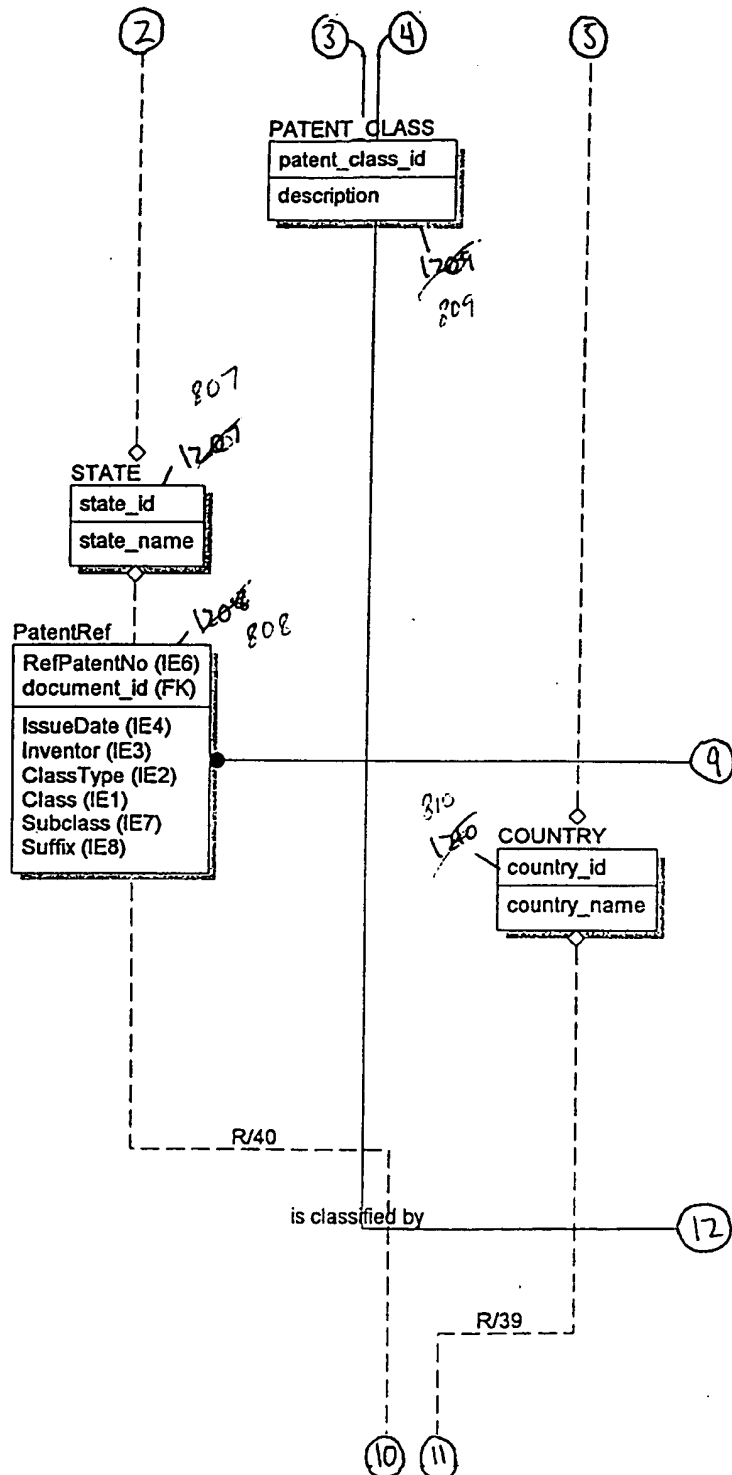 2
3
4
5
PATENT_CLASS
patent_class_id
description
1209
809
807
1207
STATE
state_id
state_name
1208
808
PatentRef
RefPatentNo (IE6)
document_id (FK)
IssueDate (IE4)
Inventor (IE3)
ClassType (IE2)
Class (IE1)
Subclass (IE7)
Suffix (IE8)
9
810
1210
COUNTRY
country_id
country_name
R/40
is classified by
12
R/39
10
11